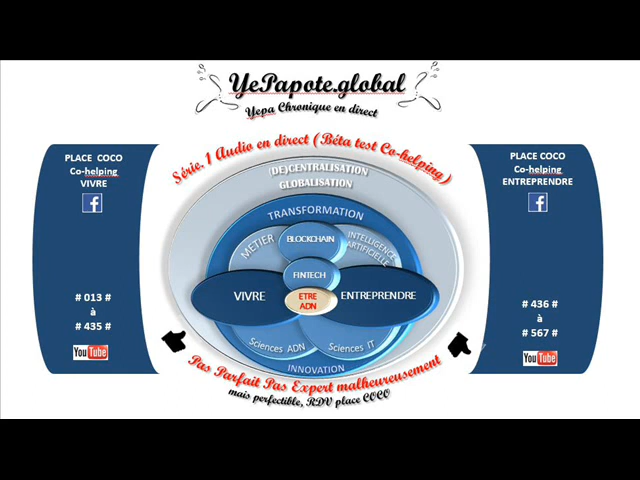 YePapote.global
Yepa Chronique en direct
Série, 1 Audio en direct (Béta test Co-helping)
PLACE COCO
Co-helping
VIVRE
# 013 #
à
# 435 #
YouTube
(DE)CENTRALISATION
GLOBALISATION
TRANSFORMATION
METIER
BLOCKCHAIN
INTELLIGENCE
ARTIFICIELLE
FINTECH
VIVRE
ETRE
ADN
ENTREPRENDRE
Sciences ADN
Sciences IT
INNOVATION
PLACE COCO
Co-helping
ENTREPRENDRE
# 436 #
à
# 567 #
YouTube
Pas Parfait Pas Expert malheureusement
mais perfectible, RDV place COCO